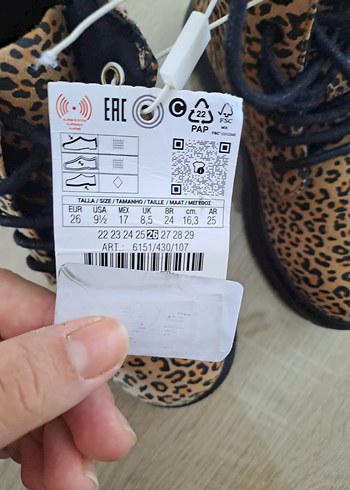 EAC
C
22
PAP
FSC
MIX
TALLA / SIZE / TAMANHO / TAILLE / MAAT / ΜΕΓΕΘΟΣ
EUR USA MEX UK BR cm. AR
26 9½ 17 8,5 24 16,3 25
22 23 24 25 26 27 28 29
ART.: 6151/430/107